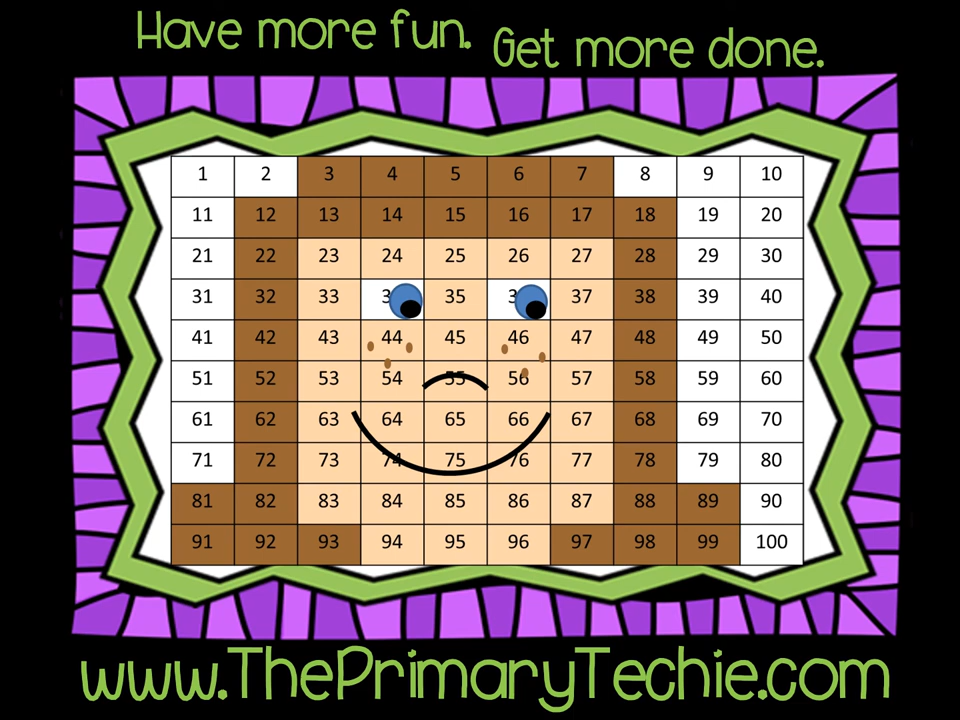 Have more fun. Get more done.
1 2 3 4 5 6 7 8 9 10
11 12 13 14 15 16 17 18 19 20
21 22 23 24 25 26 27 28 29 30
31 32 33 3 35 3 37 38 39 40
41 42 43 44 45 46 47 48 49 50
51 52 53 54 55 56 57 58 59 60
61 62 63 64 65 66 67 68 69 70
71 72 73 74 75 76 77 78 79 80
81 82 83 84 85 86 87 88 89 90
91 92 93 94 95 96 97 98 99 100
www.ThePrimaryTechie.com